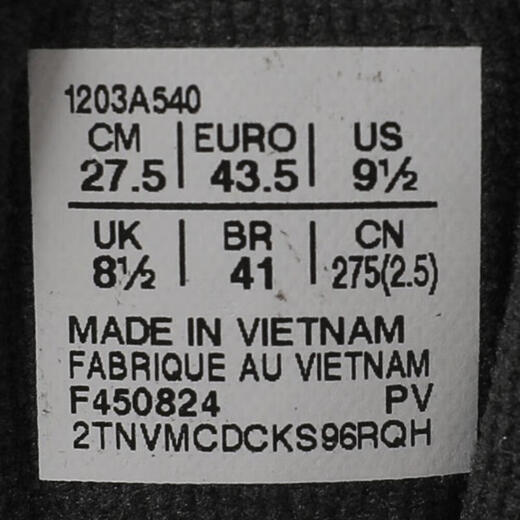 1203A540
CM | EURO | US
27.5 | 43.5 | 9½
UK | BR | CN
8½ | 41 | 275(2.5)
MADE IN VIETNAM
FABRIQUE AU VIETNAM
F450824 PV
2TNVMCDCKS96RQH